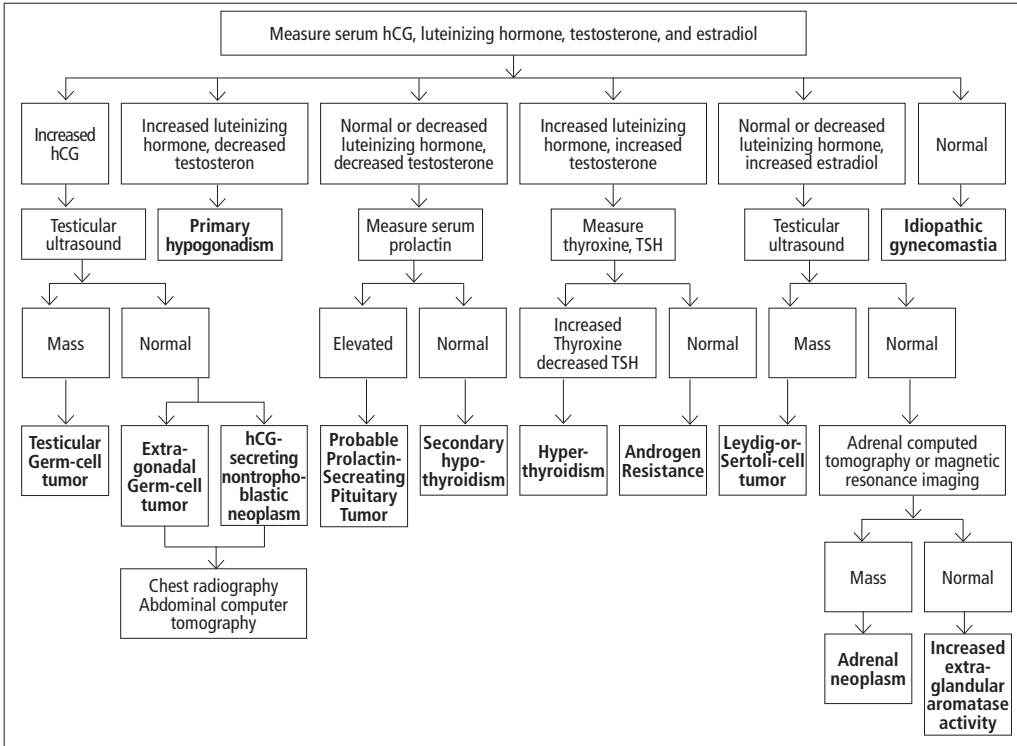 Measure serum hCG, luteinizing hormone, testosterone, and estradiol
Increased
hCG
Increased luteinizing
hormone, decreased
testosteron
Normal or decreased
luteinizing hormone,
decreased testosterone
Increased luteinizing
hormone, increased
testosterone
Normal or decreased
luteinizing hormone,
increased estradiol
Normal
Testicular
ultrasound
Primary
hypogonadism
Measure serum
prolactin
Measure
thyroxine, TSH
Testicular
ultrasound
Idiopathic
gynecomastia
Mass
Normal
Elevated
Normal
Increased
Thyroxine
decreased TSH
Normal
Mass
Normal
Testicular
Germ-cell
tumor
Extra-
gonadal
Germ-cell
tumor
hCG-
secreting
nontropho-
blastic
neoplasm
Probable
Prolactin-
Secreating
Pituitary
Tumor
Secondary
hypo-
thyroidism
Hyper-
thyroidism
Androgen
Resistance
Leydig-or-
Sertoli-cell
tumor
Adrenal computed
tomography or magnetic
resonance imaging
Chest radiography
Abdominal computer
tomography
Mass
Normal
Adrenal
neoplasm
Increased
extra-
glandular
aromatase
activity